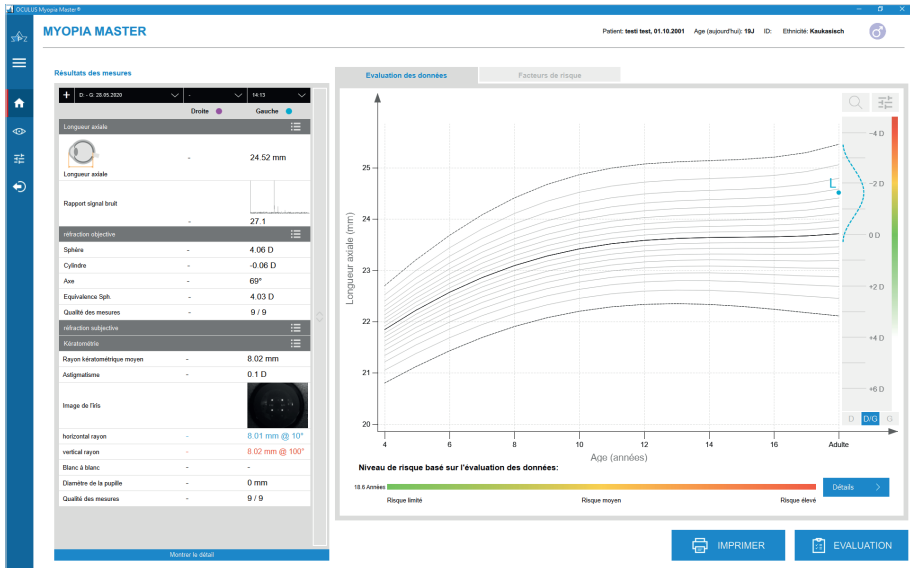 OCULUS Myopia Master®
MYOPIA MASTER
Patient: testi test, 01.10.2001 Age (aujourd'hui): 19J ID: Ethnicité: Kaukasisch
Résultats des mesures
D: - G: 28.05.2020 - 14:13
Droite Gauche
Longueur axiale
- 24.52 mm
Longueur axiale
Rapport signal bruit
- 27.1
réfraction objective
Sphère - 4.06 D
Cylindre - -0.06 D
Axe - 69°
Equivalence Sph. - 4.03 D
Qualité des mesures - 9 / 9
réfraction subjective
Kératométrie
Rayon kératométrique moyen - 8.02 mm
Astigmatisme - 0.1 D
Image de l'iris -
horizontal rayon - 8.01 mm @ 10°
vertical rayon - 8.02 mm @ 100°
Blanc à blanc - -
Diamètre de la pupille - 0 mm
Qualité des mesures - 9 / 9
Montrer le détail
Evaluation des données Facteurs de risque
Longueur axiale (mm)
25
24
23
22
21
20
4 6 8 10 12 14 16 Adulte
Age (années)
L
-4 D
-2 D
0 D
+2 D
+4 D
+6 D
D D/G G
Niveau de risque basé sur l'évaluation des données:
18.6 Années
Risque limité Risque moyen Risque élevé
Détails
IMPRIMER EVALUATION